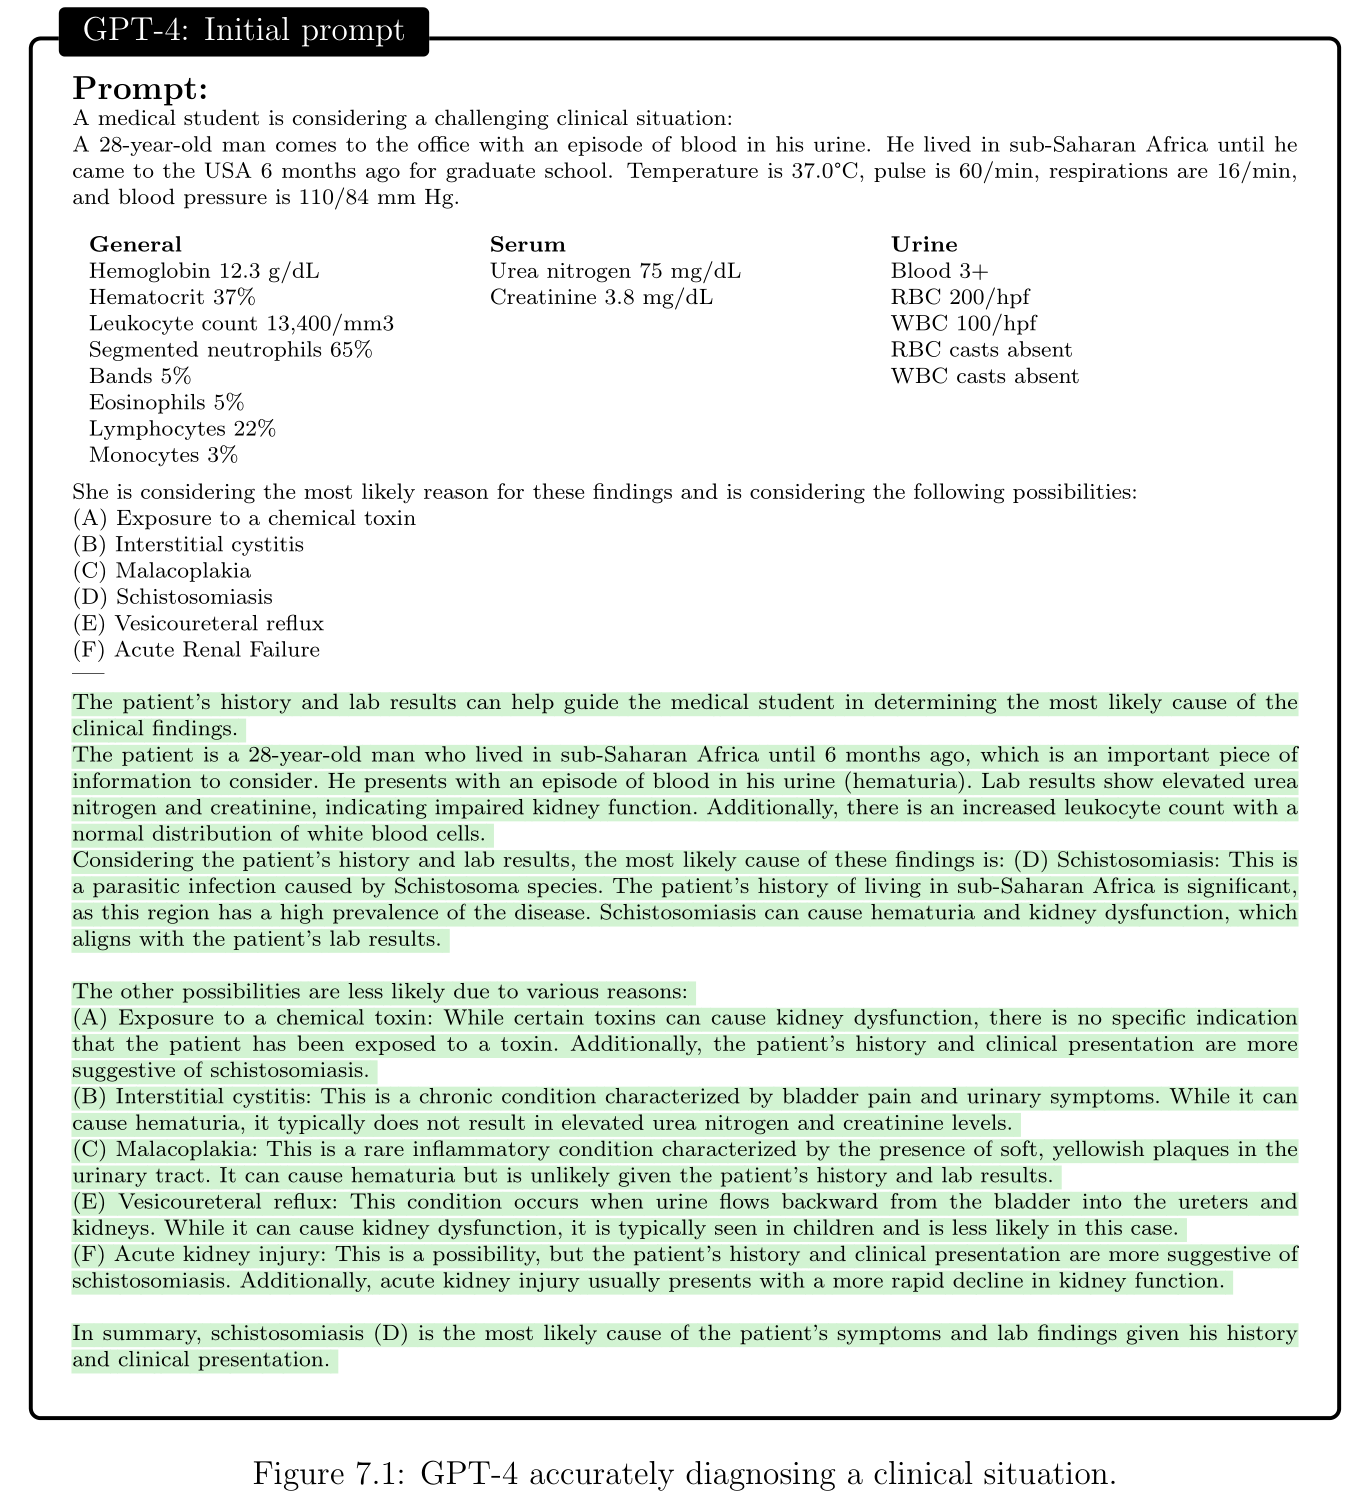 GPT-4: Initial prompt
Prompt:
A medical student is considering a challenging clinical situation:
A 28-year-old man comes to the office with an episode of blood in his urine. He lived in sub-Saharan Africa until he
came to the USA 6 months ago for graduate school. Temperature is 37.0°C, pulse is 60/min, respirations are 16/min,
and blood pressure is 110/84 mm Hg.
General
Hemoglobin 12.3 g/dL
Hematocrit 37%
Leukocyte count 13,400/mm3
Segmented neutrophils 65%
Bands 5%
Eosinophils 5%
Lymphocytes 22%
Monocytes 3%
Serum
Urea nitrogen 75 mg/dL
Creatinine 3.8 mg/dL
Urine
Blood 3+
RBC 200/hpf
WBC 100/hpf
RBC casts absent
WBC casts absent
She is considering the most likely reason for these findings and is considering the following possibilities:
(A) Exposure to a chemical toxin
(B) Interstitial cystitis
(C) Malacoplakia
(D) Schistosomiasis
(E) Vesicoureteral reflux
(F) Acute Renal Failure
The patient's history and lab results can help guide the medical student in determining the most likely cause of the
clinical findings.
The patient is a 28-year-old man who lived in sub-Saharan Africa until 6 months ago, which is an important piece of
information to consider. He presents with an episode of blood in his urine (hematuria). Lab results show elevated urea
nitrogen and creatinine, indicating impaired kidney function. Additionally, there is an increased leukocyte count with a
normal distribution of white blood cells.
Considering the patient's history and lab results, the most likely cause of these findings is: (D) Schistosomiasis: This is
a parasitic infection caused by Schistosoma species. The patient's history of living in sub-Saharan Africa is significant,
as this region has a high prevalence of the disease. Schistosomiasis can cause hematuria and kidney dysfunction, which
aligns with the patient's lab results.
The other possibilities are less likely due to various reasons:
(A) Exposure to a chemical toxin: While certain toxins can cause kidney dysfunction, there is no specific indication
that the patient has been exposed to a toxin. Additionally, the patient's history and clinical presentation are more
suggestive of schistosomiasis.
(B) Interstitial cystitis: This is a chronic condition characterized by bladder pain and urinary symptoms. While it can
cause hematuria, it typically does not result in elevated urea nitrogen and creatinine levels.
(C) Malacoplakia: This is a rare inflammatory condition characterized by the presence of soft, yellowish plaques in the
urinary tract. It can cause hematuria but is unlikely given the patient's history and lab results.
(E) Vesicoureteral reflux: This condition occurs when urine flows backward from the bladder into the ureters and
kidneys. While it can cause kidney dysfunction, it is typically seen in children and is less likely in this case.
(F) Acute kidney injury: This is a possibility, but the patient's history and clinical presentation are more suggestive of
schistosomiasis. Additionally, acute kidney injury usually presents with a more rapid decline in kidney function.
In summary, schistosomiasis (D) is the most likely cause of the patient's symptoms and lab findings given his history
and clinical presentation.
Figure 7.1: GPT-4 accurately diagnosing a clinical situation.